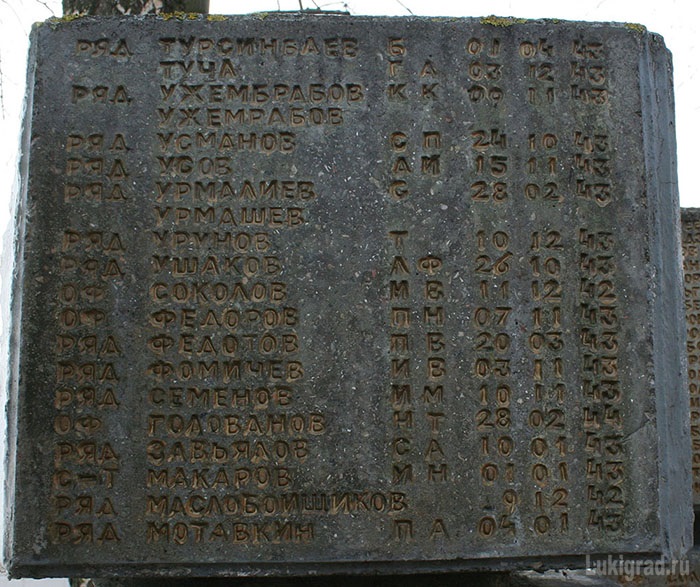 РЯД ТУРСИНБАЕВ Б 01 04 43
ТУЧА Г А 03 12 43
РЯД УЖЕМБРАБОВ К К 00 11 43
УЖЕМРАБОВ
РЯД УСМАНОВ С П 24 10 43
РЯД УСОВ А Й 15 11 43
РЯД УРМАЛИЕВ С 28 02 43
УРМАШЕВ
РЯД УРУНОВ Т 10 12 43
РЯД УШАКОВ А Ф 26 10 43
ОФ СОКОЛОВ М В 11 12 42
ОФ ФЕДОРОВ П Н 07 11 43
РЯД ФЕДОТОВ П В 20 03 43
РЯД ФОМИЧЕВ И В 03 11 43
РЯД СЕМЕНОВ И М 10 11 43
ОФ ГОЛОВАНОВ Ч Т 28 02 44
РЯД ЗАВЬЯЛОВ С А 10 01 43
С-Т МАКАРОВ И Н 01 01 43
РЯД МАСЛОБОЙЩИКОВ 9 12 42
РЯД МОТАВКИН П А 04 01 43
Lukigrad.ru